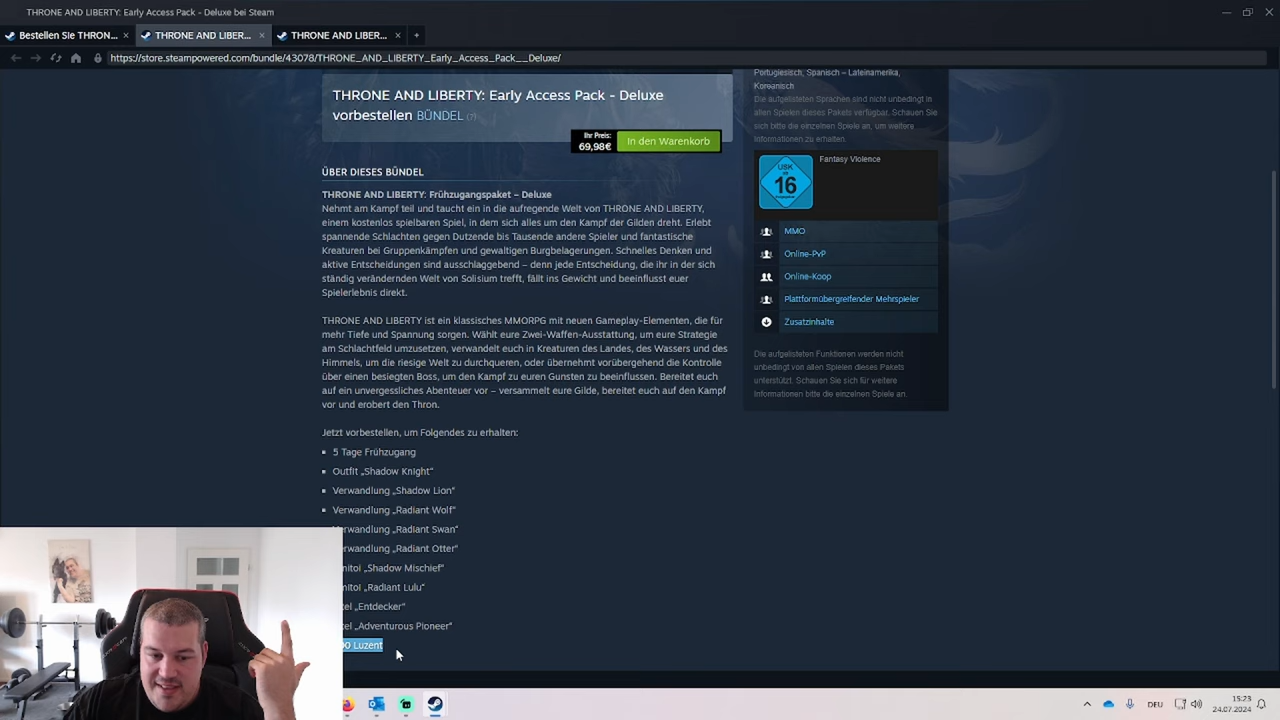 THRONE AND LIBERTY: Early Access Pack - Deluxe bei Steam
Bestellen Sie THRON...
THRONE AND LIBER...
THRONE AND LIBER...
https://store.steampowered.com/bundle/43078/THRONE_AND_LIBERTY_Early_Access_Pack__Deluxe/
THRONE AND LIBERTY: Early Access Pack - Deluxe
vorbestellen BÜNDEL (?)
Ihr Preis:
69,98€
In den Warenkorb
ÜBER DIESES BÜNDEL
THRONE AND LIBERTY: Frühzugangspaket – Deluxe
Nehmt am Kampf teil und taucht ein in die aufregende Welt von THRONE AND LIBERTY,
einem kostenlos spielbaren Spiel, in dem sich alles um den Kampf der Gilden dreht. Erlebt
spannende Schlachten gegen Dutzende bis Tausende andere Spieler und fantastische
Kreaturen bei Gruppenkämpfen und gewaltigen Burgbelagerungen. Schnelles Denken und
aktive Entscheidungen sind ausschlaggebend – denn jede Entscheidung, die ihr in der sich
ständig verändernden Welt von Solisium trefft, fällt ins Gewicht und beeinflusst euer
Spielerlebnis direkt.
THRONE AND LIBERTY ist ein klassisches MMORPG mit neuen Gameplay-Elementen, die für
mehr Tiefe und Spannung sorgen. Wählt eure Zwei-Waffen-Ausstattung, um eure Strategie
am Schlachtfeld umzusetzen, verwandelt euch in Kreaturen des Landes, des Wassers und des
Himmels, um die riesige Welt zu durchqueren, oder übernehmt vorübergehend die Kontrolle
über einen besiegten Boss, um den Kampf zu euren Gunsten zu beeinflussen. Bereitet euch
auf ein unvergessliches Abenteuer vor – versammelt eure Gilde, bereitet euch auf den Kampf
vor und erobert den Thron.
Jetzt vorbestellen, um Folgendes zu erhalten:
5 Tage Frühzugang
Outfit „Shadow Knight“
Verwandlung „Shadow Lion“
Verwandlung „Radiant Wolf“
erwandlung „Radiant Swan“
erwandlung „Radiant Otter“
mitoi „Shadow Mischief“
mitoi „Radiant Lulu“
tel „Entdecker“
tel „Adventurous Pioneer“
00 Luzent
Portugiesisch, Spanisch – Lateinamerika,
Koreanisch
Die aufgelisteten Sprachen sind nicht unbedingt in
allen Spielen dieses Pakets verfügbar. Schauen Sie
sich bitte die einzelnen Spiele an, um weitere
Informationen zu erhalten.
USK
ab
16
Fantasy Violence
MMO
Online-PvP
Online-Koop
Plattformübergreifender Mehrspieler
Zusatzinhalte
Die aufgelisteten Funktionen werden nicht
unbedingt von allen Spielen dieses Pakets
unterstützt. Schauen Sie sich für weitere
Informationen bitte die einzelnen Spiele an.
DEU
15:23
24.07.2024